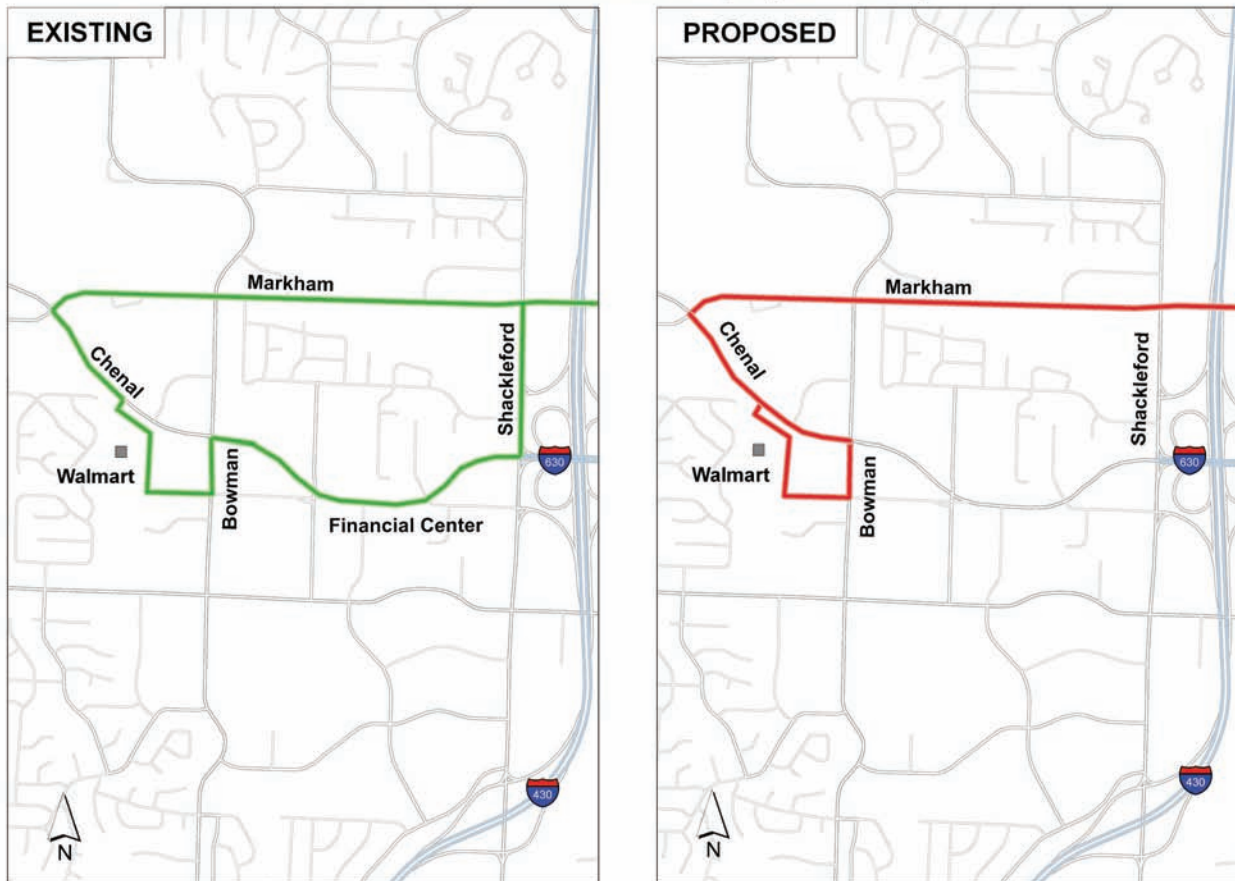 EXISTING
Markham
Chenal
Shackleford
Walmart
Bowman
630
Financial Center
430
N
PROPOSED
Markham
Chenal
Shackleford
Walmart
Bowman
630
430
N